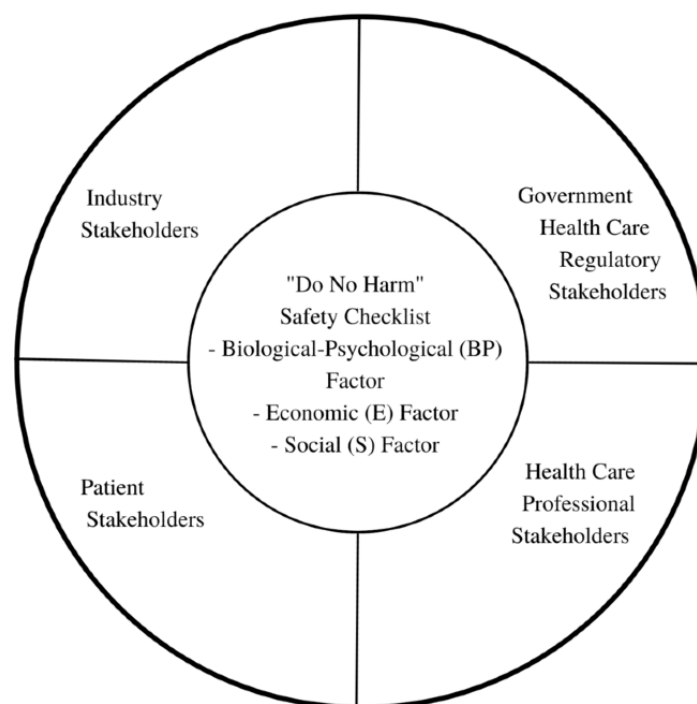 Industry
Stakeholders
Government
Health Care
Regulatory
Stakeholders
"Do No Harm"
Safety Checklist
- Biological-Psychological (BP)
Factor
- Economic (E) Factor
- Social (S) Factor
Patient
Stakeholders
Health Care
Professional
Stakeholders